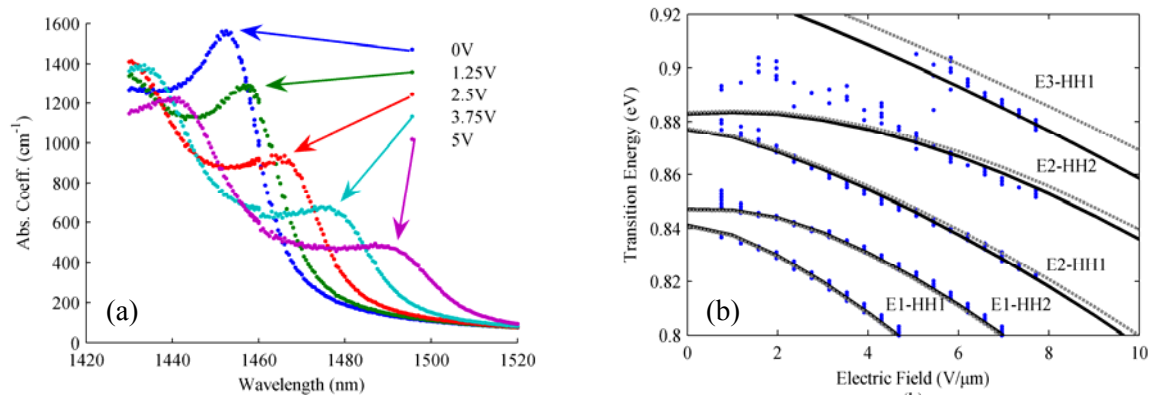 1600
1400
1200
1000
800
600
400
200
0
1420 1440 1460 1480 1500 1520
Abs. Coeff. (cm-1)
Wavelength (nm)
0V
1.25V
2.5V
3.75V
5V
(a)
0.92
0.9
0.88
0.86
0.84
0.82
0.8
0 2 4 6 8 10
Transition Energy (eV)
Electric Field (V/μm)
E3-HH1
E2-HH2
E2-HH1
E1-HH1
E1-HH2
(b)